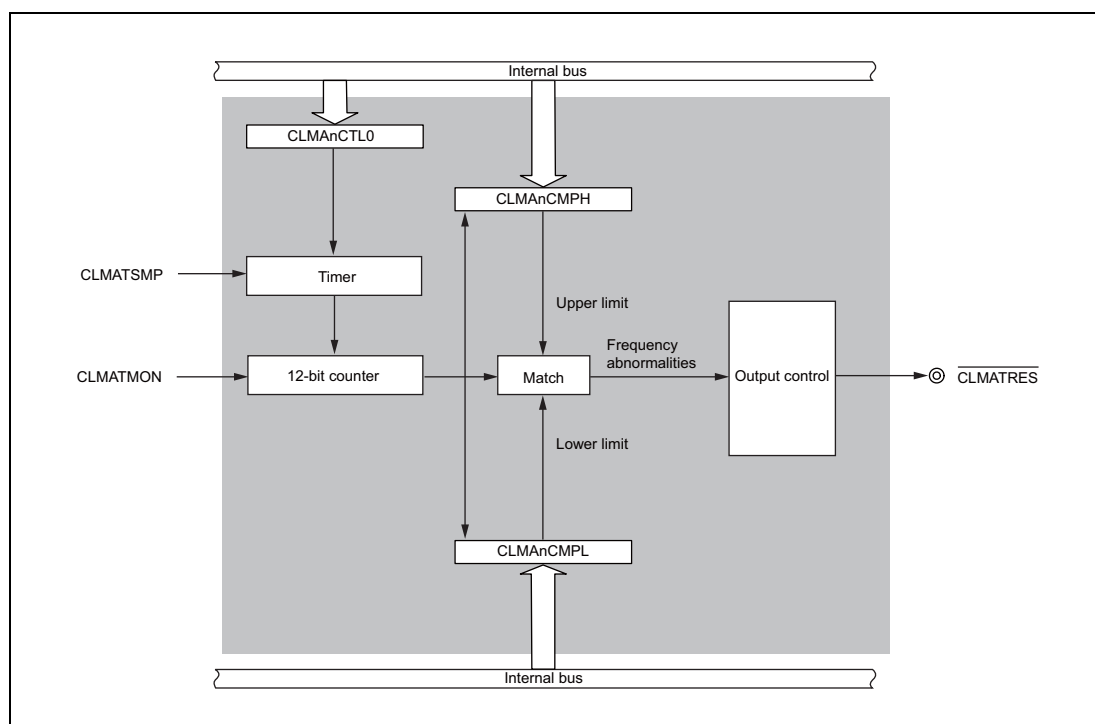 Internal bus
CLMAnCTL0
CLMAnCMPH
CLMATSMP
Timer
Upper limit
Frequency
abnormalities
CLMATMON
12-bit counter
Match
Output control
CLMATRES
Lower limit
CLMAnCMPL
Internal bus